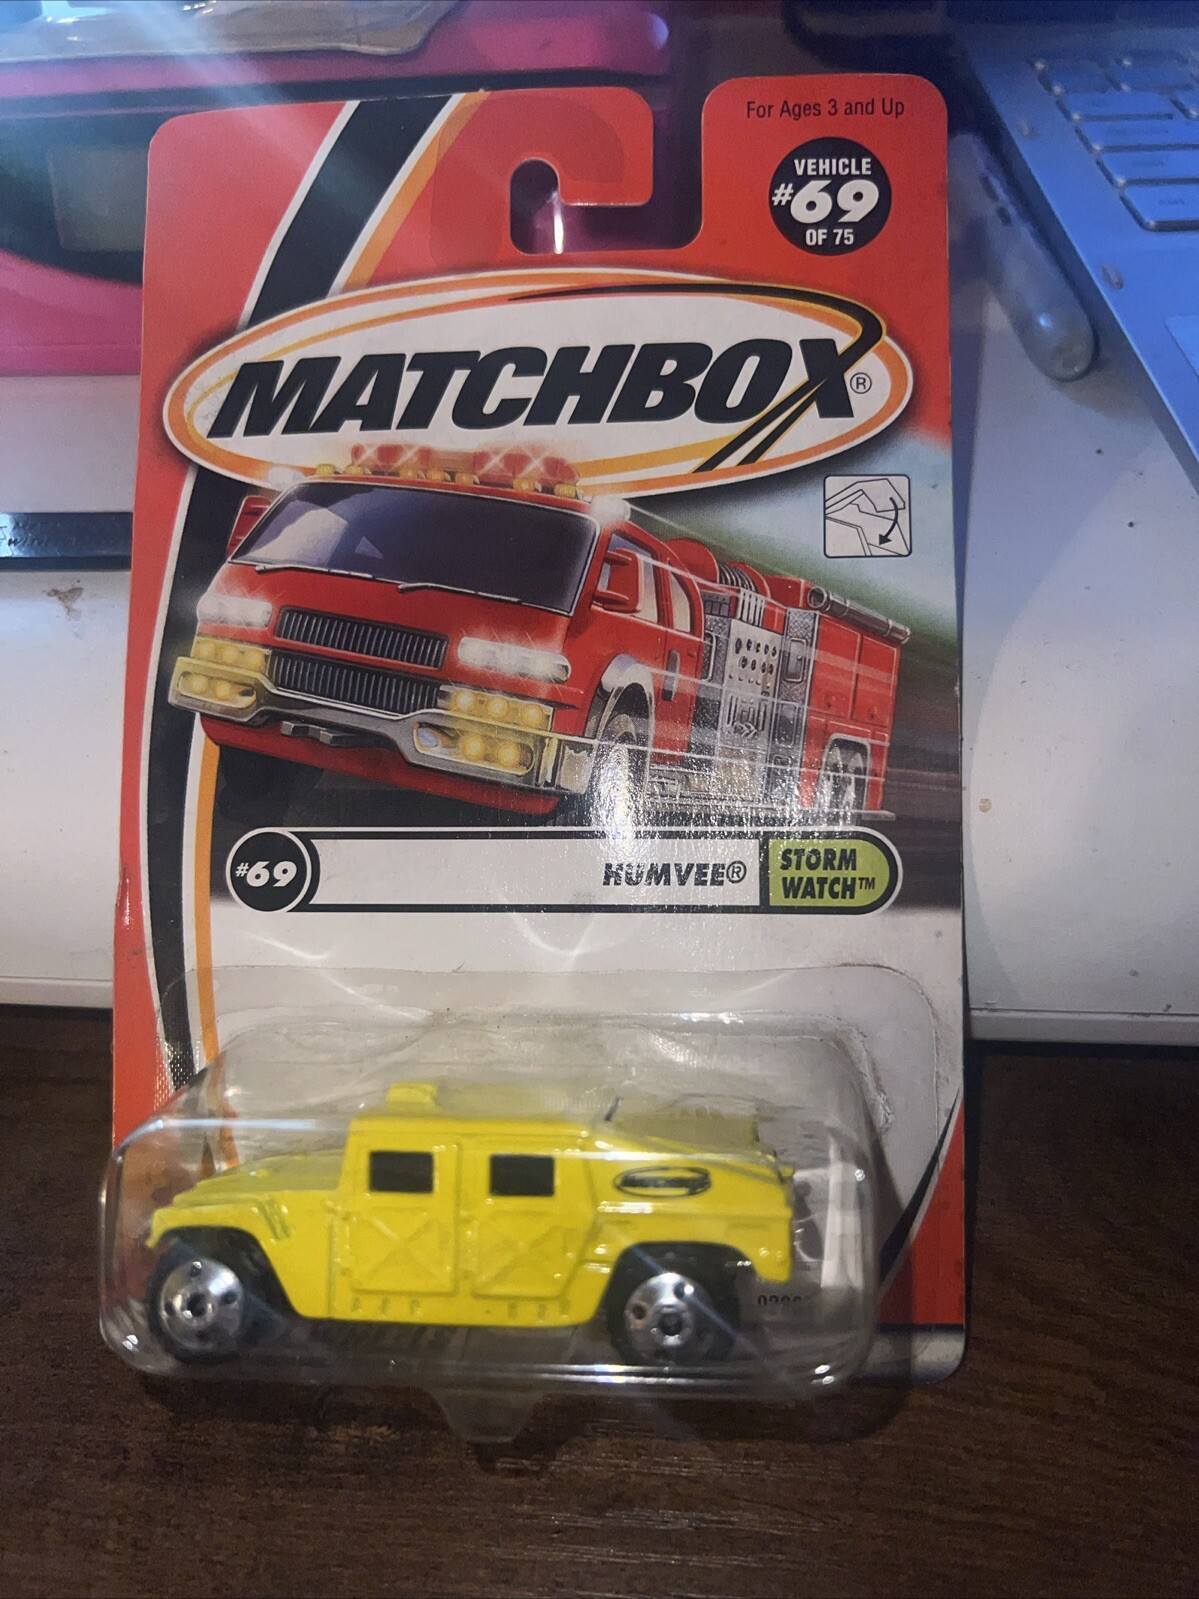 For Ages 3 and Up
VEHICLE
#69
OF 75
MATCHBOX®
#69
HUMVEE®
STORM
WATCH™